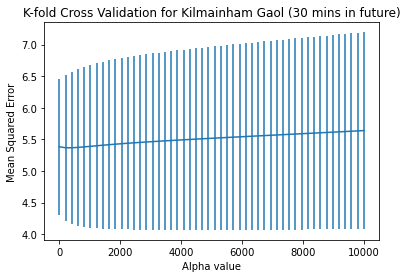 K-fold Cross Validation for Kilmainham Gaol (30 mins in future)
7.0
6.5
6.0
5.5
5.0
4.5
4.0
Mean Squared Error
0 2000 4000 6000 8000 10000
Alpha value